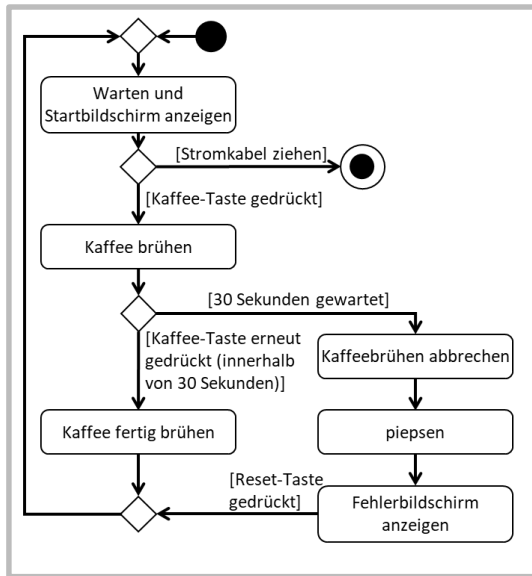 Warten und
Startbildschirm anzeigen
[Stromkabel ziehen]
[Kaffee-Taste gedrückt]
Kaffee brühen
[30 Sekunden gewartet]
[Kaffee-Taste erneut
gedrückt (innerhalb
von 30 Sekunden)]
Kaffeebrühen abbrechen
Kaffee fertig brühen
piepsen
[Reset-Taste
gedrückt]
Fehlerbildschirm
anzeigen